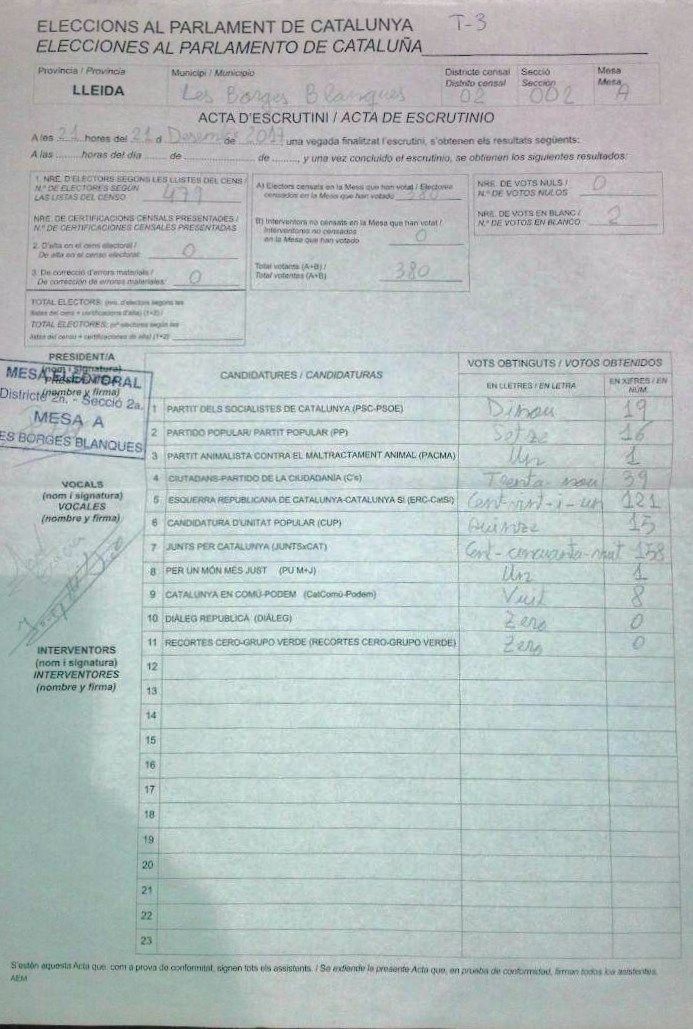 ELECCIONS AL PARLAMENT DE CATALUNYA T-3
ELECCIONES AL PARLAMENTO DE CATALUÑA
Província / Provincia
LLEIDA
Municipi / Municipio
Les Borges Blanques
Districte censal
Distrito censal
02
Secció
Sección
002
Mesa
Mesa
A
ACTA D'ESCRUTINI / ACTA DE ESCRUTINIO
A les 21 hores del 21 d Desembre de 2017 una vegada finalitzat l'escrutini, s'obtenen els resultats següents:
A las ........ horas del día ...... de ............ de ........, y una vez concluido el escrutinio, se obtienen los siguientes resultados:
1. NRE. D'ELECTORS SEGONS LES LLISTES DEL CENS /
N.º DE ELECTORES SEGÚN
LAS LISTAS DEL CENSO 479
NRE. DE CERTIFICACIONS CENSALS PRESENTADES /
N.º DE CERTIFICACIONES CENSALES PRESENTADAS
2. D'alta en el cens electoral /
De alta en el censo electoral: 0
3. De correcció d'errors materials /
De corrección de errores materiales: 0
TOTAL ELECTORS: (nre. d'electors segons les
llistes del cens + certificacions d'alta) (1+2) /
TOTAL ELECTORES: (nº electores según las
listas del censo + certificaciones de alta) (1+2)
A) Electors censats en la Mesa que han votat / Electores
censados en la Mesa que han votado 380
B) Interventors no censats en la Mesa que han votat /
Interventores no censados
en la Mesa que han votado 0
Total votants (A+B) /
Total votantes (A+B) 380
NRE. DE VOTS NULS /
N.º DE VOTOS NULOS 0
NRE. DE VOTS EN BLANC /
N.º DE VOTOS EN BLANCO 2
PRESIDENT/A
(nom i signatura)
PRESIDENTE/A
(nombre y firma)
MESA ELECTORAL
Districte 2n. - Secció 2a.
MESA A
ES BORGES BLANQUES
VOCALS
(nom i signatura)
VOCALES
(nombre y firma)
INTERVENTORS
(nom i signatura)
INTERVENTORES
(nombre y firma)
CANDIDATURES / CANDIDATURAS
VOTS OBTINGUTS / VOTOS OBTENIDOS
EN LLETRES / EN LETRA
EN XIFRES / EN NÚM.
1 PARTIT DELS SOCIALISTES DE CATALUNYA (PSC-PSOE) Dinou 19
2 PARTIDO POPULAR/ PARTIT POPULAR (PP) Setze 16
3 PARTIT ANIMALISTA CONTRA EL MALTRACTAMENT ANIMAL (PACMA) Un 1
4 CIUTADANS-PARTIDO DE LA CIUDADANÍA (C's) Trenta-nou 39
5 ESQUERRA REPUBLICANA DE CATALUNYA-CATALUNYA SÍ (ERC-CatSí) Cent-vint-i-un 121
6 CANDIDATURA D'UNITAT POPULAR (CUP) Quinze 15
7 JUNTS PER CATALUNYA (JUNTSxCAT) Cent-cincuanta-vuit 158
8 PER UN MÓN MÉS JUST (PU M+J) Un 1
9 CATALUNYA EN COMÚ-PODEM (CatComú-Podem) Vuit 8
10 DIÀLEG REPUBLICÀ (DIÀLEG) Zero 0
11 RECORTES CERO-GRUPO VERDE (RECORTES CERO-GRUPO VERDE) Zero 0
12
13
14
15
16
17
18
19
20
21
22
23
S'estén aquesta Acta que, com a prova de conformitat, signen tots els assistents. / Se extiende la presente Acta que, en prueba de conformidad, firman todos los asistentes.
AEM